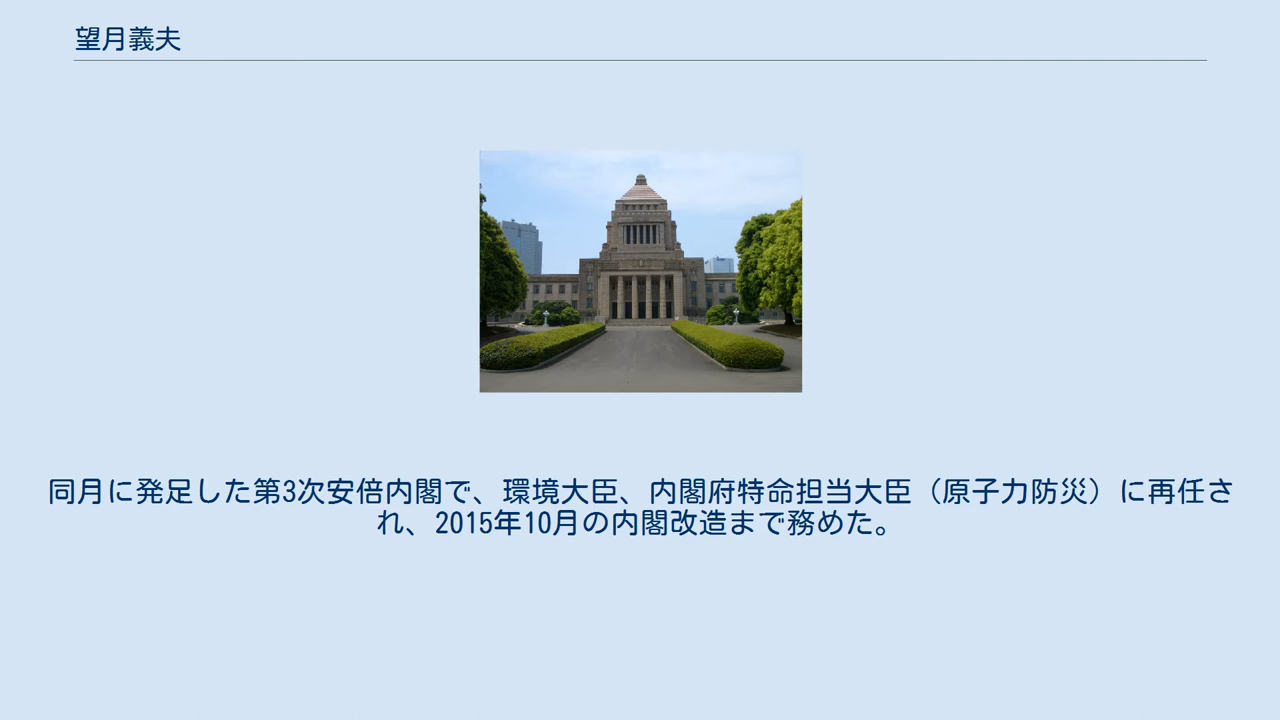 望月義夫
同月に発足した第3次安倍内閣で、環境大臣、内閣府特命担当大臣（原子力防災）に再任さ
れ、2015年10月の内閣改造まで務めた。